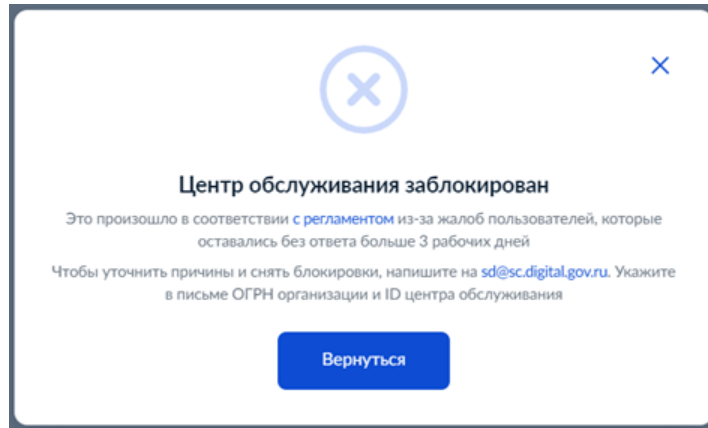 Центр обслуживания заблокирован
Это произошло в соответствии с регламентом из-за жалоб пользователей, которые
оставались без ответа больше 3 рабочих дней
Чтобы уточнить причины и снять блокировки, напишите на sd@sc.digital.gov.ru. Укажите
в письме ОГРН организации и ID центра обслуживания
Вернуться